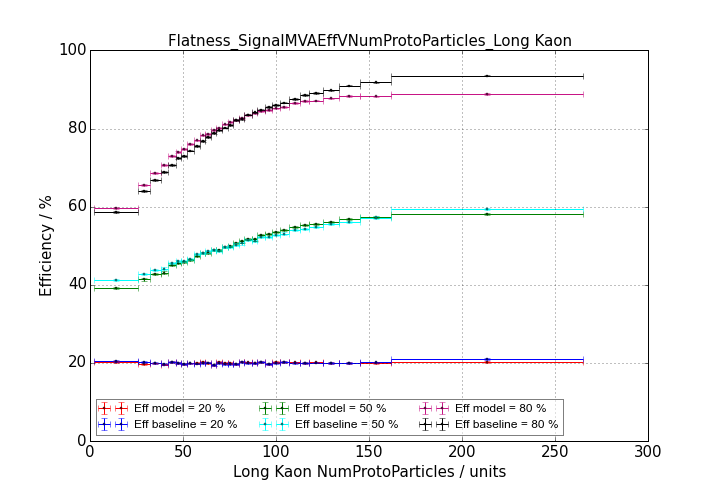 Flatness_SignalMVAEffVNumProtoParticles_Long Kaon
100
80
60
40
20
0
Efficiency / %
Eff model = 20 % Eff model = 50 % Eff model = 80 %
Eff baseline = 20 % Eff baseline = 50 % Eff baseline = 80 %
0 50 100 150 200 250 300
Long Kaon NumProtoParticles / units